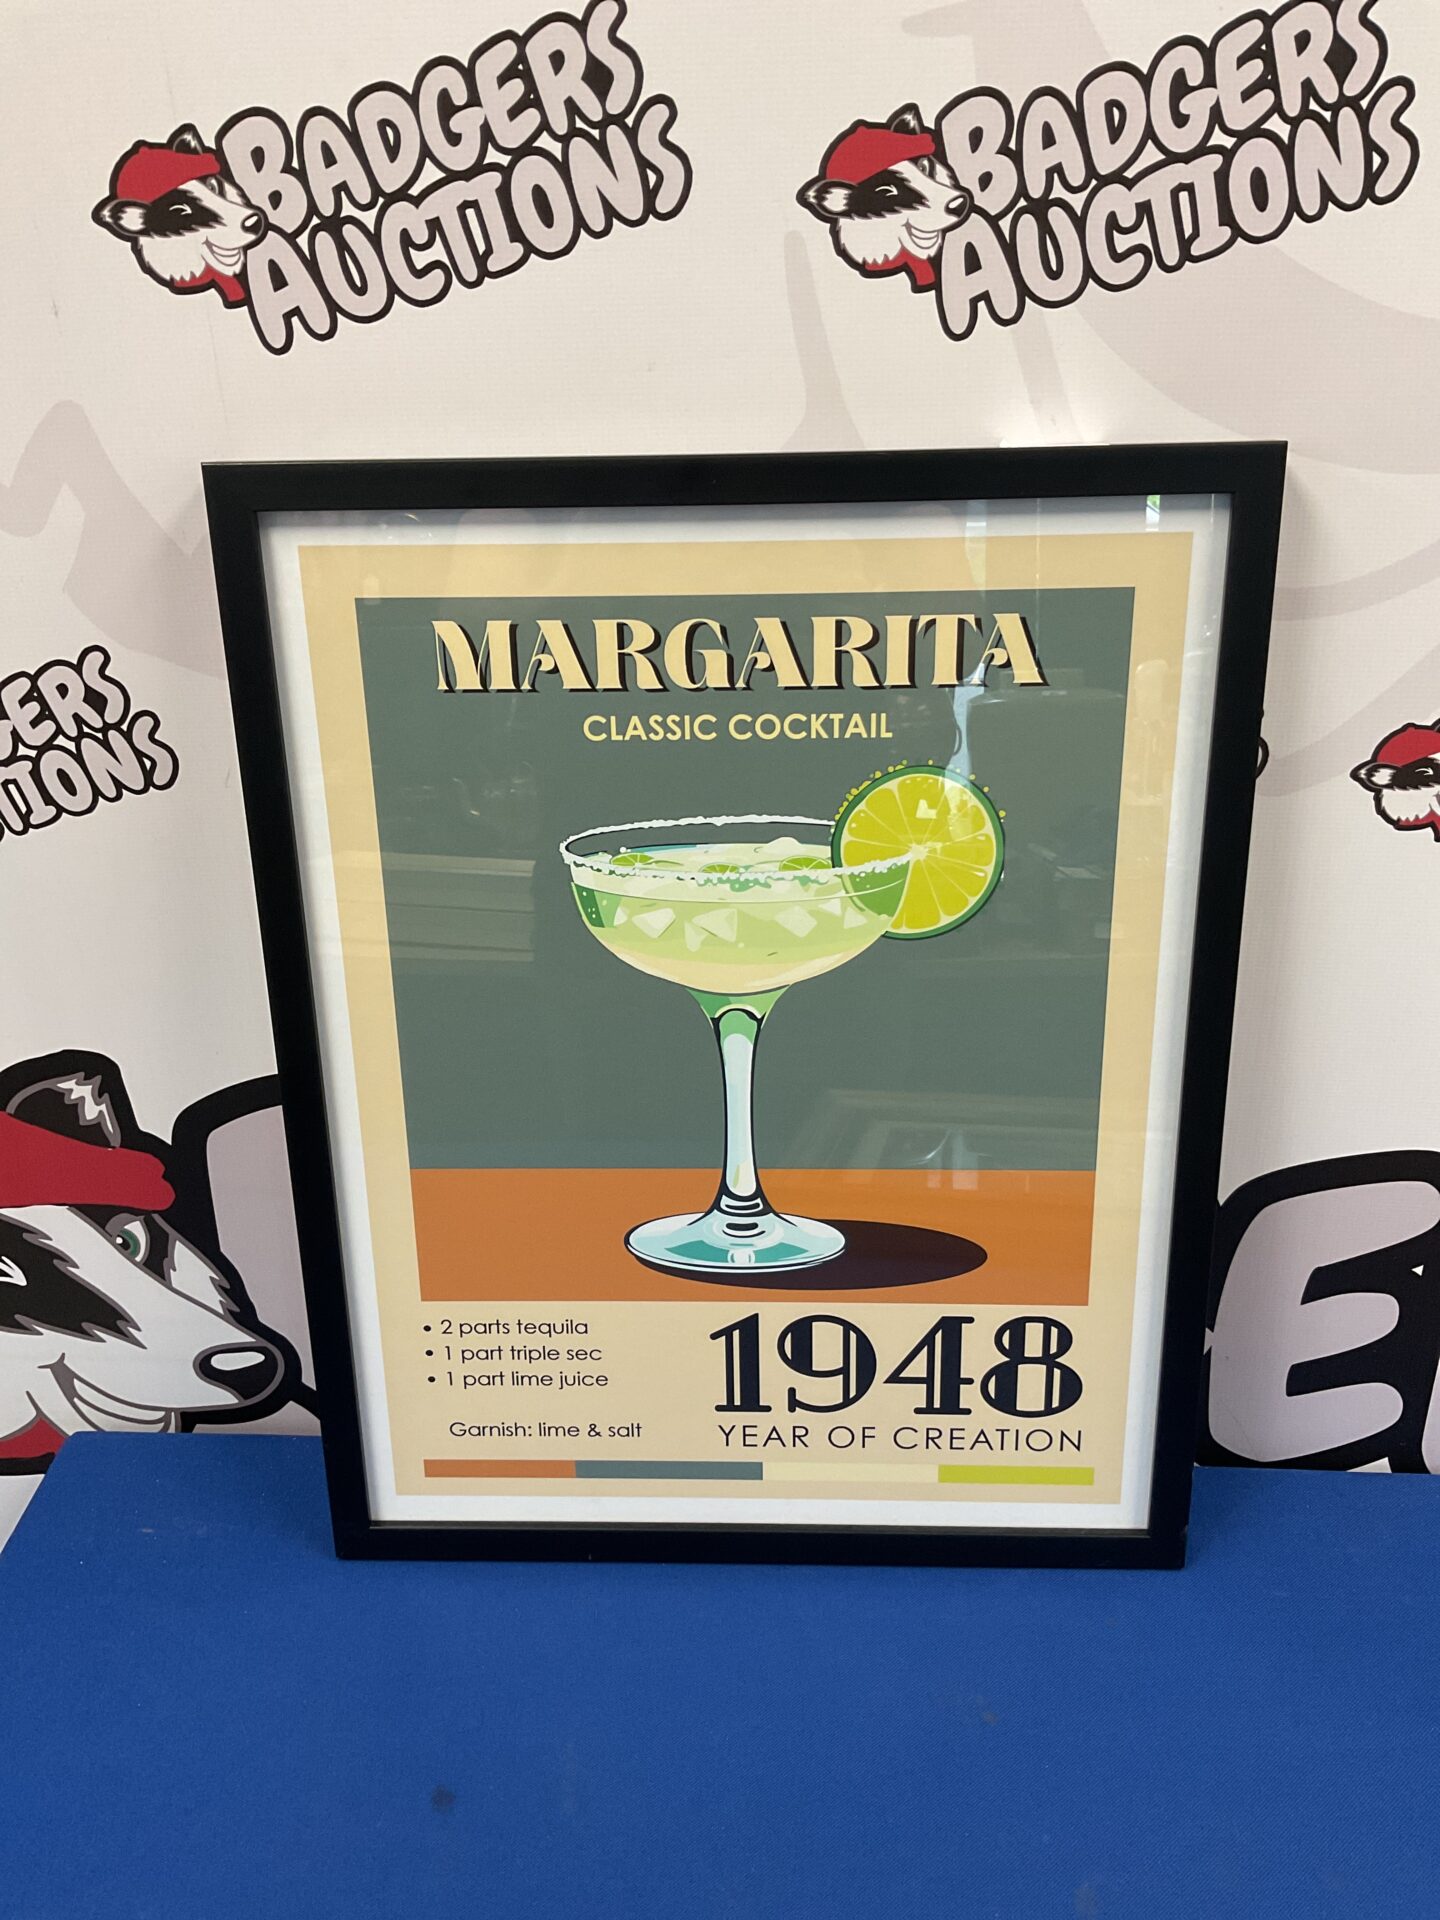 BADGERS
AUCTIONS
BADGERS
AUCTIONS
MARGARITA
CLASSIC COCKTAIL
• 2 parts tequila
• 1 part triple sec
• 1 part lime juice
Garnish: lime & salt
1948
YEAR OF CREATION